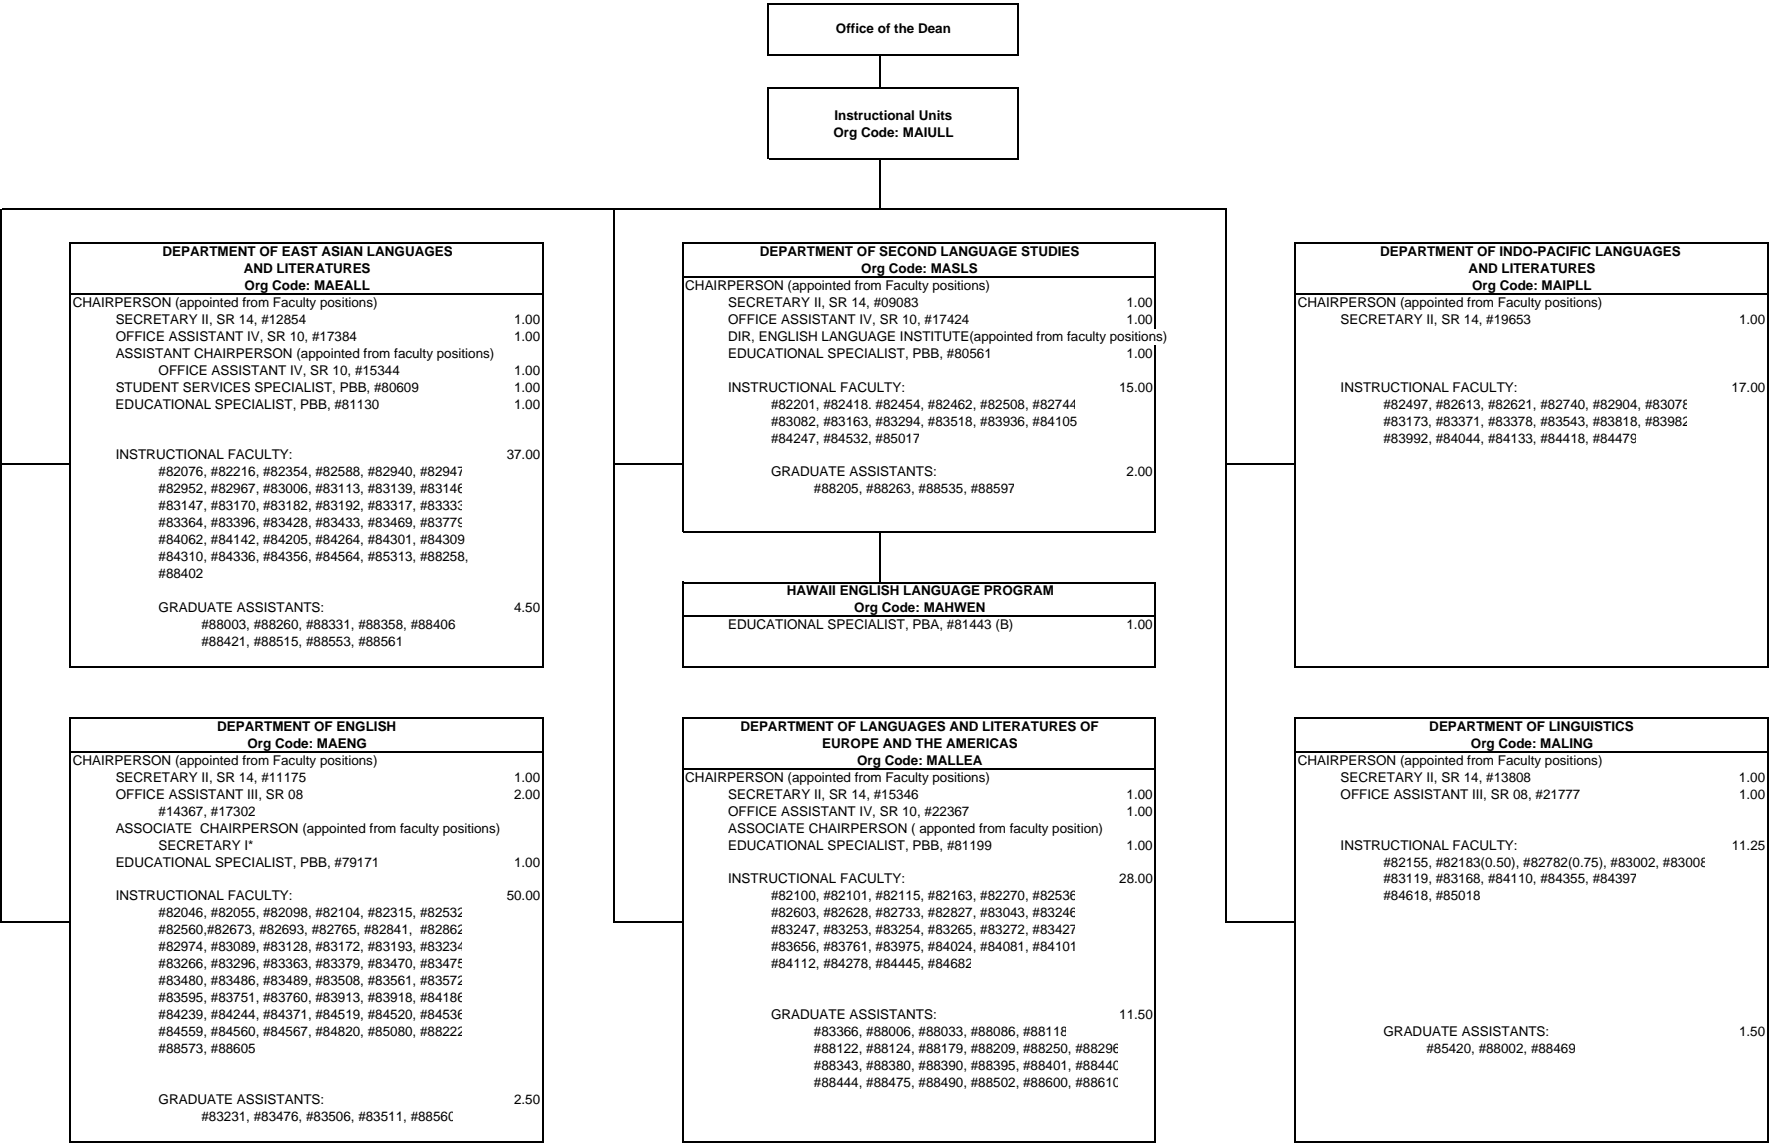 Office of the Dean
Instructional Units
Org Code: MAIULL
DEPARTMENT OF EAST ASIAN LANGUAGES
AND LITERATURES
Org Code: MAEALL
CHAIRPERSON (appointed from Faculty positions)
SECRETARY II, SR 14, #12854 1.00
OFFICE ASSISTANT IV, SR 10, #17384 1.00
ASSISTANT CHAIRPERSON (appointed from faculty positions)
OFFICE ASSISTANT IV, SR 10, #15344 1.00
STUDENT SERVICES SPECIALIST, PBB, #80609 1.00
EDUCATIONAL SPECIALIST, PBB, #81130 1.00
INSTRUCTIONAL FACULTY: 37.00
#82076, #82216, #82354, #82588, #82940, #82947
#82952, #82967, #83006, #83113, #83139, #83146
#83147, #83170, #83182, #83192, #83317, #83333
#83364, #83396, #83428, #83433, #83469, #83779
#84062, #84142, #84205, #84264, #84301, #84309
#84310, #84336, #84356, #84564, #85313, #88258,
#88402
GRADUATE ASSISTANTS: 4.50
#88003, #88260, #88331, #88358, #88406
#88421, #88515, #88553, #88561
DEPARTMENT OF SECOND LANGUAGE STUDIES
Org Code: MASLS
CHAIRPERSON (appointed from Faculty positions)
SECRETARY II, SR 14, #09083 1.00
OFFICE ASSISTANT IV, SR 10, #17424 1.00
DIR, ENGLISH LANGUAGE INSTITUTE(appointed from faculty positions)
EDUCATIONAL SPECIALIST, PBB, #80561 1.00
INSTRUCTIONAL FACULTY: 15.00
#82201, #82418. #82454, #82462, #82508, #82744
#83082, #83163, #83294, #83518, #83936, #84105
#84247, #84532, #85017
GRADUATE ASSISTANTS: 2.00
#88205, #88263, #88535, #88597
HAWAII ENGLISH LANGUAGE PROGRAM
Org Code: MAHWEN
EDUCATIONAL SPECIALIST, PBA, #81443 (B) 1.00
DEPARTMENT OF INDO-PACIFIC LANGUAGES
AND LITERATURES
Org Code: MAIPLL
CHAIRPERSON (appointed from Faculty positions)
SECRETARY II, SR 14, #19653 1.00
INSTRUCTIONAL FACULTY: 17.00
#82497, #82613, #82621, #82740, #82904, #83078
#83173, #83371, #83378, #83543, #83818, #83982
#83992, #84044, #84133, #84418, #84479
DEPARTMENT OF ENGLISH
Org Code: MAENG
CHAIRPERSON (appointed from Faculty positions)
SECRETARY II, SR 14, #11175 1.00
OFFICE ASSISTANT III, SR 08 2.00
#14367, #17302
ASSOCIATE CHAIRPERSON (appointed from faculty positions)
SECRETARY I*
EDUCATIONAL SPECIALIST, PBB, #79171 1.00
INSTRUCTIONAL FACULTY: 50.00
#82046, #82055, #82098, #82104, #82315, #82532
#82560,#82673, #82693, #82765, #82841, #82862
#82974, #83089, #83128, #83172, #83193, #83234
#83266, #83296, #83363, #83379, #83470, #83475
#83480, #83486, #83489, #83508, #83561, #83572
#83595, #83751, #83760, #83913, #83918, #84186
#84239, #84244, #84371, #84519, #84520, #84536
#84559, #84560, #84567, #84820, #85080, #88222
#88573, #88605
GRADUATE ASSISTANTS: 2.50
#83231, #83476, #83506, #83511, #88560
DEPARTMENT OF LANGUAGES AND LITERATURES OF
EUROPE AND THE AMERICAS
Org Code: MALLEA
CHAIRPERSON (appointed from Faculty positions)
SECRETARY II, SR 14, #15346 1.00
OFFICE ASSISTANT IV, SR 10, #22367 1.00
ASSOCIATE CHAIRPERSON ( apponted from faculty position)
EDUCATIONAL SPECIALIST, PBB, #81199 1.00
INSTRUCTIONAL FACULTY: 28.00
#82100, #82101, #82115, #82163, #82270, #82536
#82603, #82628, #82733, #82827, #83043, #83246
#83247, #83253, #83254, #83265, #83272, #83427
#83656, #83761, #83975, #84024, #84081, #84101
#84112, #84278, #84445, #84682
GRADUATE ASSISTANTS: 11.50
#83366, #88006, #88033, #88086, #88118
#88122, #88124, #88179, #88209, #88250, #88296
#88343, #88380, #88390, #88395, #88401, #88440
#88444, #88475, #88490, #88502, #88600, #88610
DEPARTMENT OF LINGUISTICS
Org Code: MALING
CHAIRPERSON (appointed from Faculty positions)
SECRETARY II, SR 14, #13808 1.00
OFFICE ASSISTANT III, SR 08, #21777 1.00
INSTRUCTIONAL FACULTY: 11.25
#82155, #82183(0.50), #82782(0.75), #83002, #83008
#83119, #83168, #84110, #84355, #84397
#84618, #85018
GRADUATE ASSISTANTS: 1.50
#85420, #88002, #88469